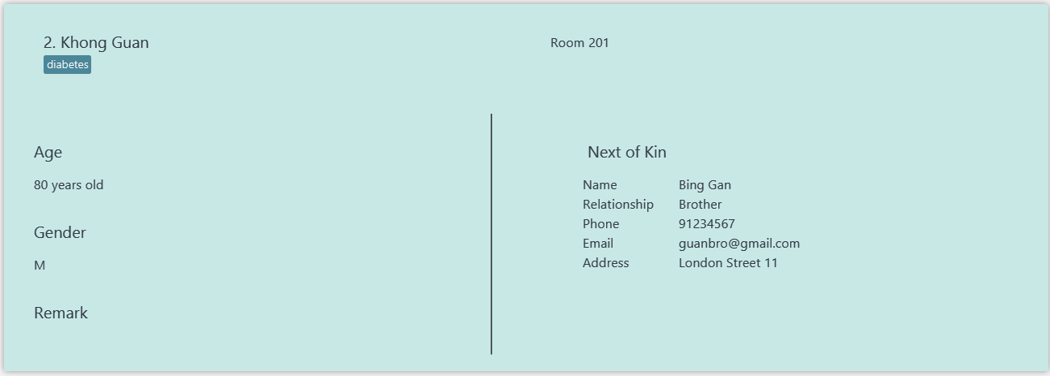 2. Khong Guan
Room 201
diabetes
Age
80 years old
Gender
M
Remark
Next of Kin
Name Bing Gan
Relationship Brother
Phone 91234567
Email guanbro@gmail.com
Address London Street 11